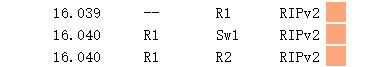 16.039 -- R1 RIPv2
16.040 R1 Sw1 RIPv2
16.040 R1 R2 RIPv2